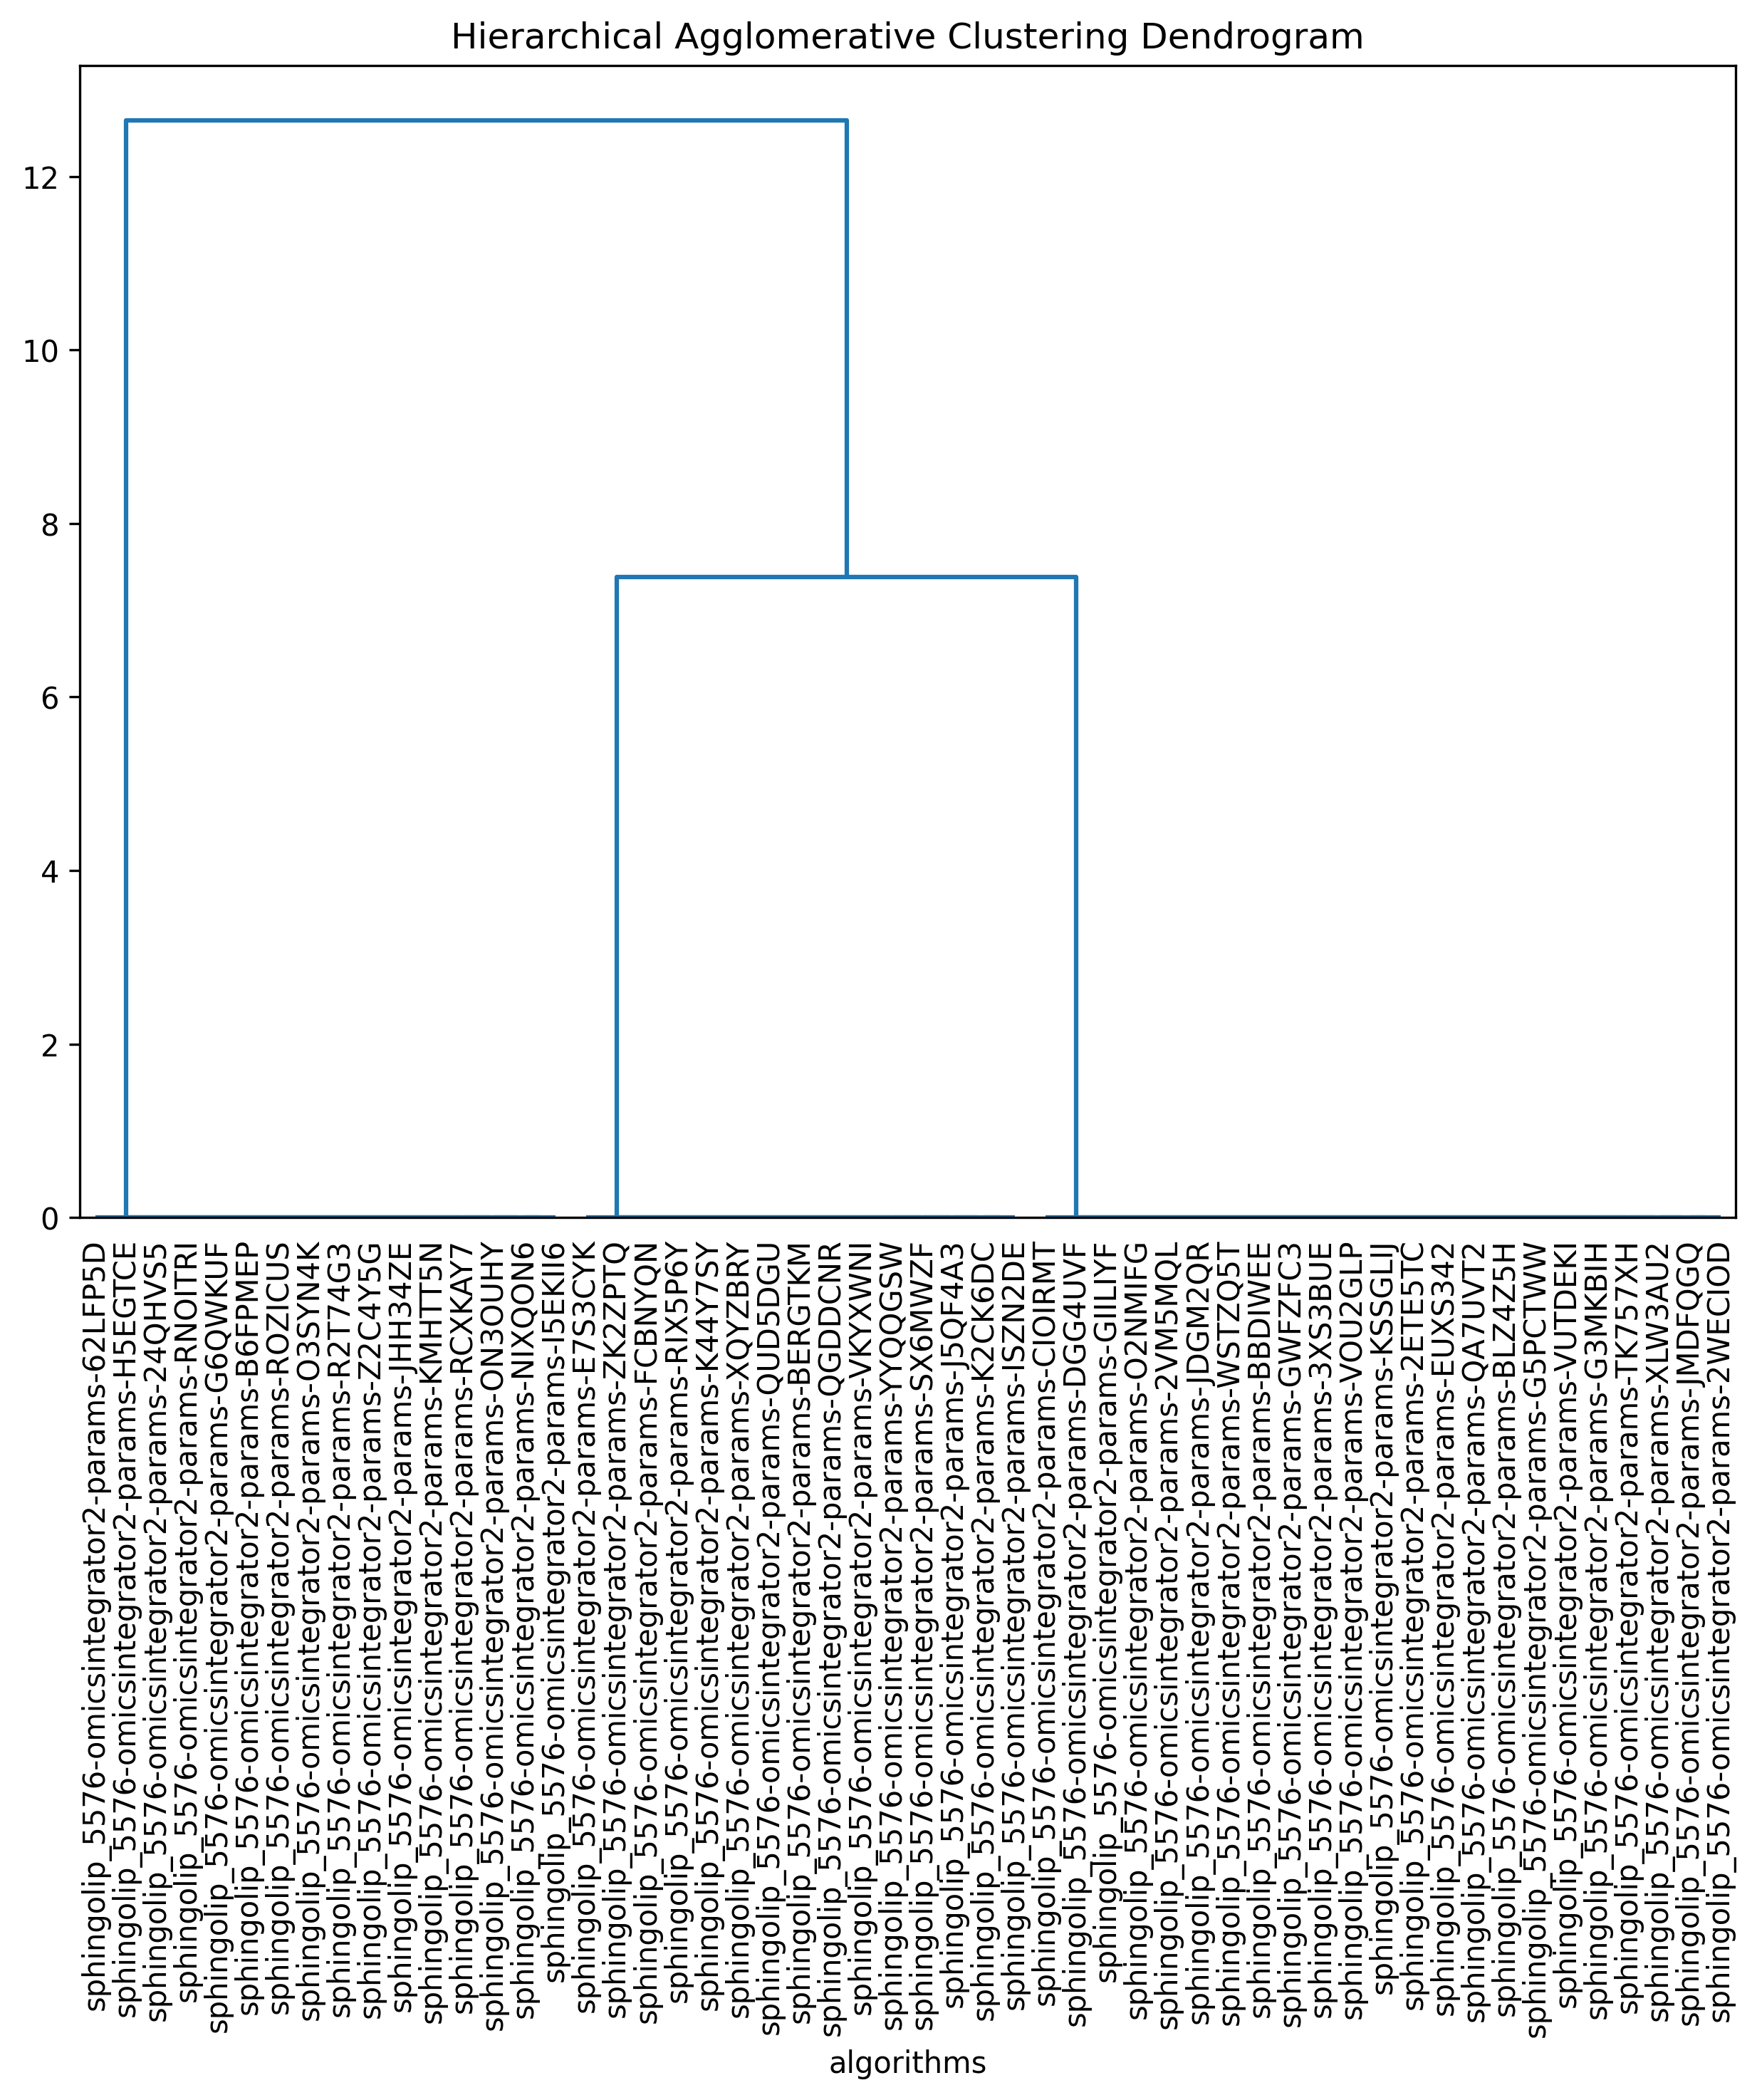 Hierarchical Agglomerative Clustering Dendrogram
12
10
8
6
4
2
0
sphingolip_5576-omicsintegrator2-params-62LFP5D
sphingolip_5576-omicsintegrator2-params-H5EGTCE
sphingolip_5576-omicsintegrator2-params-24QHVS5
sphingolip_5576-omicsintegrator2-params-RNOITRI
sphingolip_5576-omicsintegrator2-params-G6QWKUF
sphingolip_5576-omicsintegrator2-params-B6FPMEP
sphingolip_5576-omicsintegrator2-params-ROZICUS
sphingolip_5576-omicsintegrator2-params-O3SYN4K
sphingolip_5576-omicsintegrator2-params-R2T74G3
sphingolip_5576-omicsintegrator2-params-Z2C4Y5G
sphingolip_5576-omicsintegrator2-params-JHH34ZE
sphingolip_5576-omicsintegrator2-params-KMHTT5N
sphingolip_5576-omicsintegrator2-params-RCXKAY7
sphingolip_5576-omicsintegrator2-params-ON3OUHY
sphingolip_5576-omicsintegrator2-params-NIXQON6
sphingolip_5576-omicsintegrator2-params-I5EKII6
sphingolip_5576-omicsintegrator2-params-E7S3CYK
sphingolip_5576-omicsintegrator2-params-ZK2ZPTQ
sphingolip_5576-omicsintegrator2-params-FCBNYQN
sphingolip_5576-omicsintegrator2-params-RIX5P6Y
sphingolip_5576-omicsintegrator2-params-K44Y7SY
sphingolip_5576-omicsintegrator2-params-XQYZBRY
sphingolip_5576-omicsintegrator2-params-QUD5DGU
sphingolip_5576-omicsintegrator2-params-BERGTKM
sphingolip_5576-omicsintegrator2-params-QGDDCNR
sphingolip_5576-omicsintegrator2-params-VKYXWNI
sphingolip_5576-omicsintegrator2-params-YYQQGSW
sphingolip_5576-omicsintegrator2-params-SX6MWZF
sphingolip_5576-omicsintegrator2-params-J5QF4A3
sphingolip_5576-omicsintegrator2-params-K2CK6DC
sphingolip_5576-omicsintegrator2-params-ISZN2DE
sphingolip_5576-omicsintegrator2-params-CIOIRMT
sphingolip_5576-omicsintegrator2-params-DGG4UVF
sphingolip_5576-omicsintegrator2-params-GIILIYF
sphingolip_5576-omicsintegrator2-params-O2NMIFG
sphingolip_5576-omicsintegrator2-params-2VM5MQL
sphingolip_5576-omicsintegrator2-params-JDGM2QR
sphingolip_5576-omicsintegrator2-params-WSTZQ5T
sphingolip_5576-omicsintegrator2-params-BBDIWEE
sphingolip_5576-omicsintegrator2-params-GWFZFC3
sphingolip_5576-omicsintegrator2-params-3XS3BUE
sphingolip_5576-omicsintegrator2-params-VOU2GLP
sphingolip_5576-omicsintegrator2-params-KSSGLIJ
sphingolip_5576-omicsintegrator2-params-2ETE5TC
sphingolip_5576-omicsintegrator2-params-EUXS342
sphingolip_5576-omicsintegrator2-params-QA7UVT2
sphingolip_5576-omicsintegrator2-params-BLZ4Z5H
sphingolip_5576-omicsintegrator2-params-G5PCTWW
sphingolip_5576-omicsintegrator2-params-VUTDEKI
sphingolip_5576-omicsintegrator2-params-G3MKBIH
sphingolip_5576-omicsintegrator2-params-TK757XH
sphingolip_5576-omicsintegrator2-params-XLW3AU2
sphingolip_5576-omicsintegrator2-params-JMDFQGQ
sphingolip_5576-omicsintegrator2-params-2WECIOD
algorithms